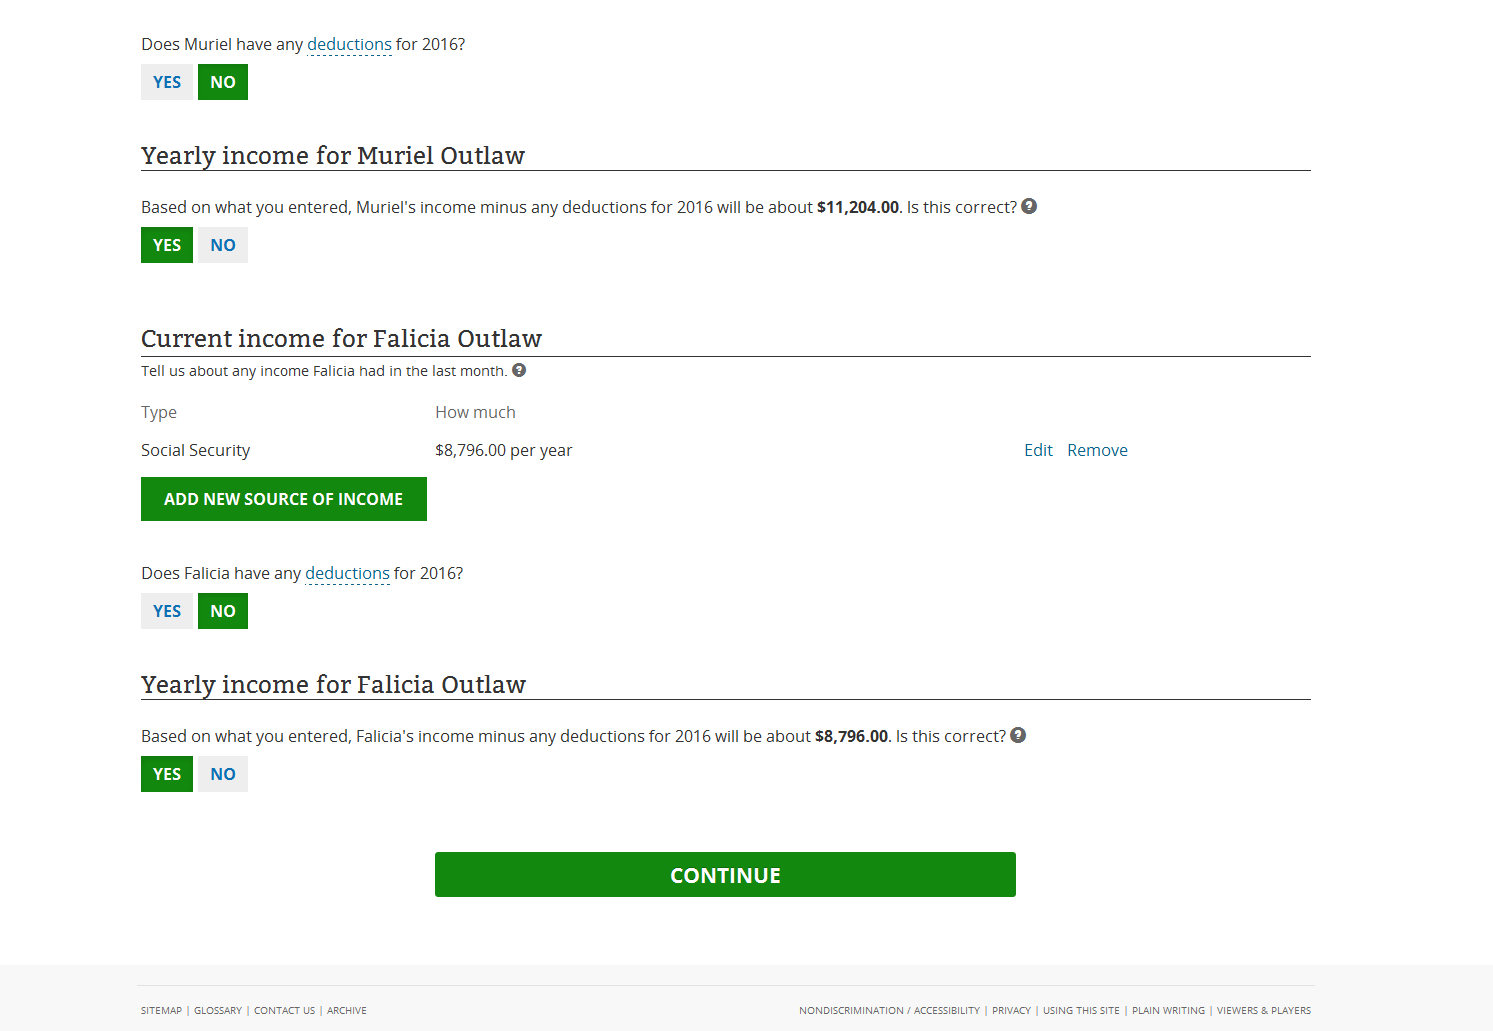 Does Muriel have any deductions for 2016?
YES NO
Yearly income for Muriel Outlaw
Based on what you entered, Muriel's income minus any deductions for 2016 will be about $11,204.00. Is this correct? ?
YES NO
Current income for Falicia Outlaw
Tell us about any income Falicia had in the last month. ?
Type How much
Social Security $8,796.00 per year Edit Remove
ADD NEW SOURCE OF INCOME
Does Falicia have any deductions for 2016?
YES NO
Yearly income for Falicia Outlaw
Based on what you entered, Falicia's income minus any deductions for 2016 will be about $8,796.00. Is this correct? ?
YES NO
CONTINUE
SITEMAP | GLOSSARY | CONTACT US | ARCHIVE NONDISCRIMINATION / ACCESSIBILITY | PRIVACY | USING THIS SITE | PLAIN WRITING | VIEWERS & PLAYERS